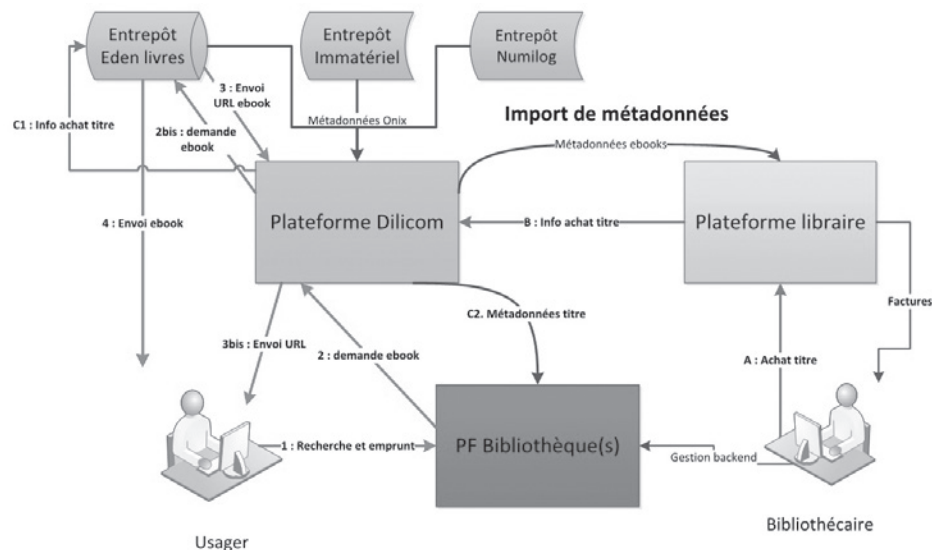 Entrepôt
Eden livres
Entrepôt
Immatériel
Entrepôt
Numilog
3 : Envoi
URL ebook
C1 : Info achat titre
2bis : demande
ebook
Métadonnées Onix
Import de métadonnées
Métadonnées ebooks
4 : Envoi ebook
Plateforme Dilicom
B : Info achat titre
Plateforme libraire
Factures
C2. Métadonnées titre
3bis : Envoi URL
2 : demande ebook
A : Achat titre
1 : Recherche et emprunt
PF Bibliothèque(s)
Gestion backend
Usager
Bibliothécaire